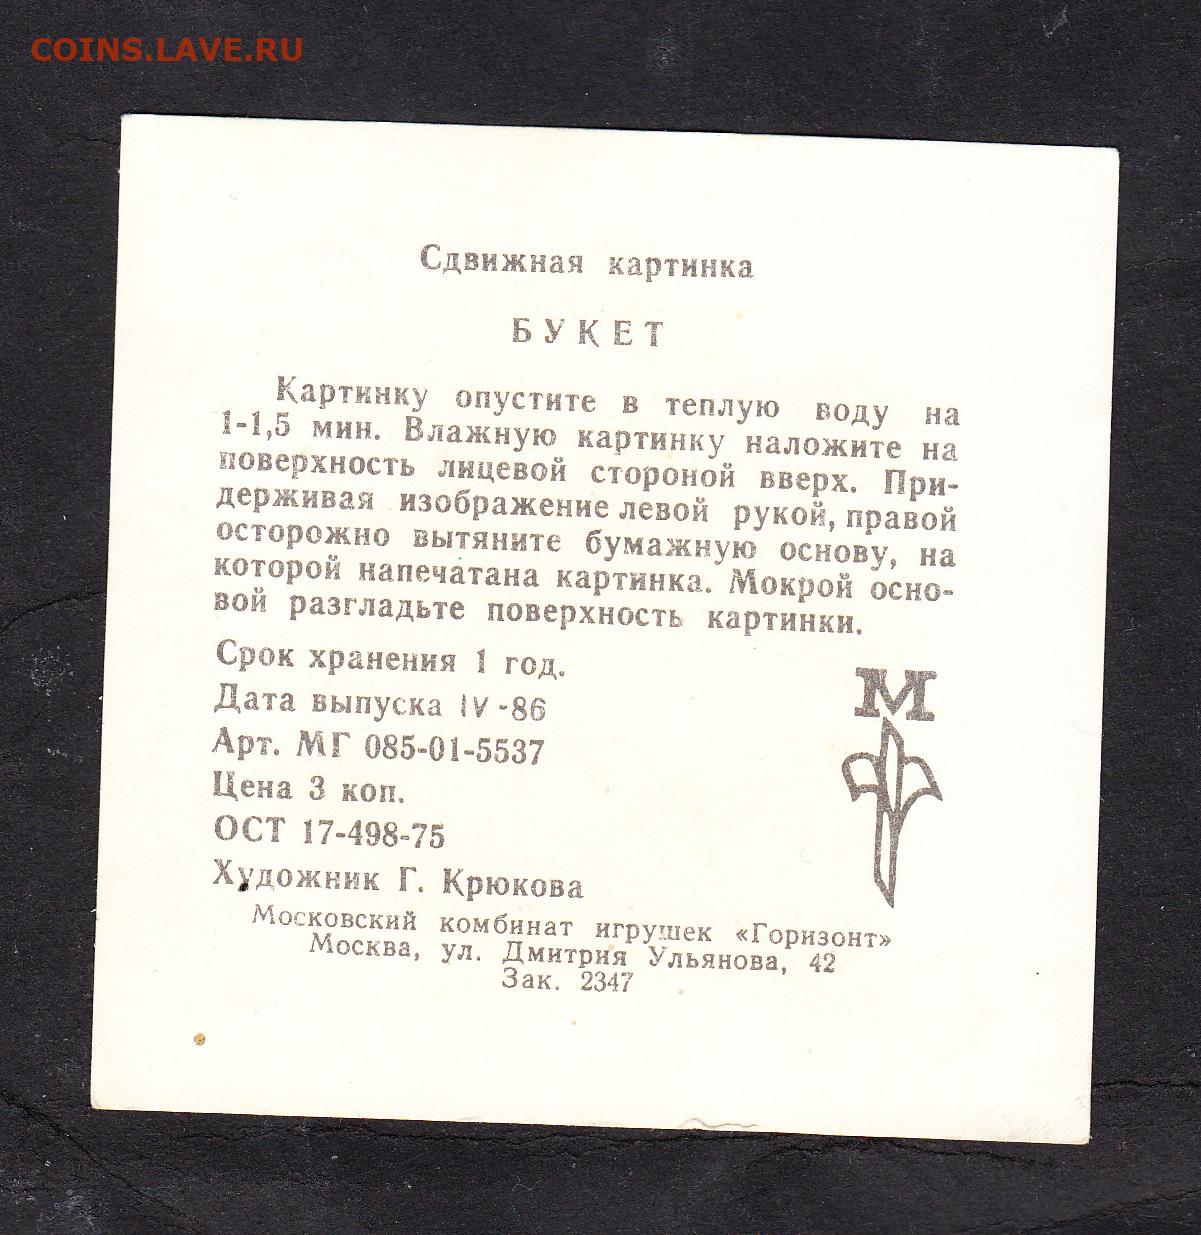 COINS.LAVE.RU
Сдвижная картинка
БУКЕТ
Картинку опустите в теплую воду на
1-1,5 мин. Влажную картинку наложите на
поверхность лицевой стороной вверх. При-
держивая изображение левой рукой, правой
осторожно вытяните бумажную основу, на
которой напечатана картинка. Мокрой осно-
вой разгладьте поверхность картинки.
Срок хранения 1 год.
Дата выпуска IV-86
Арт. МГ 085-01-5537
Цена 3 коп.
ОСТ 17-498-75
Художник Г. Крюкова
М
Московский комбинат игрушек «Горизонт»
Москва, ул. Дмитрия Ульянова, 42
Зак. 2347